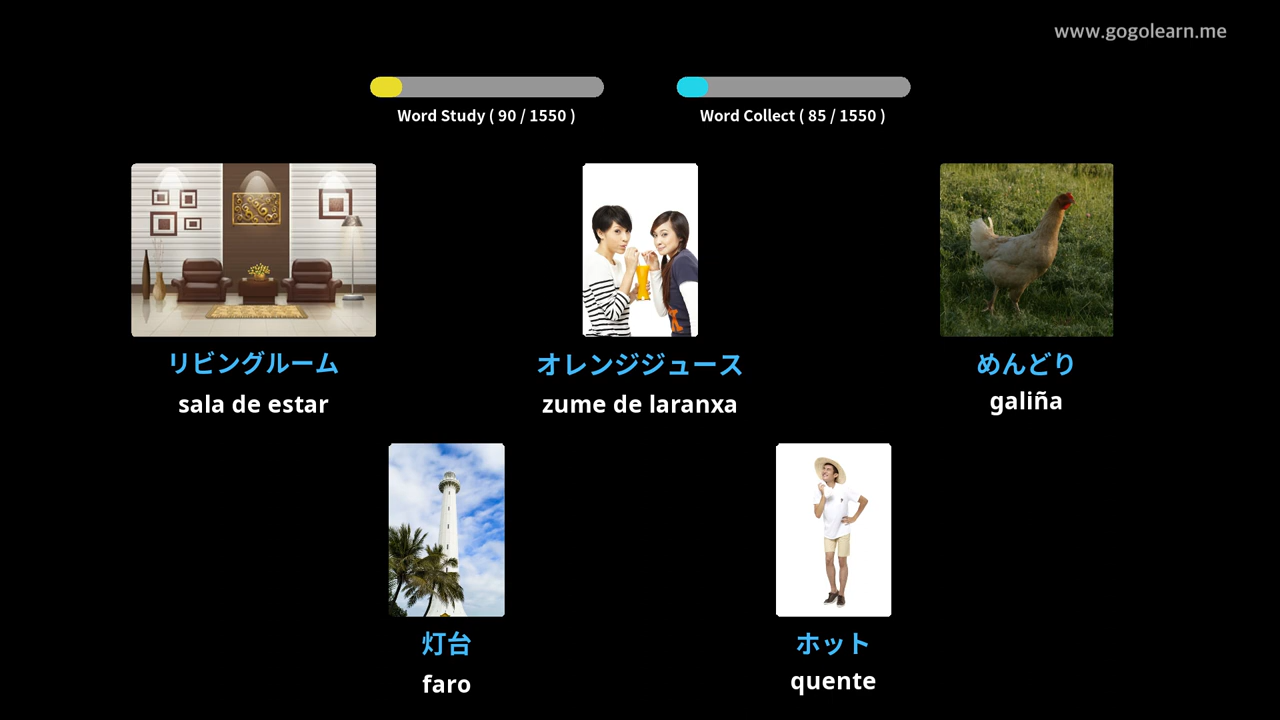 www.gogolearn.me
Word Study ( 90 / 1550 )
Word Collect ( 85 / 1550 )
リビングルーム
sala de estar
オレンジジュース
zume de laranxa
めんどり
galiña
灯台
faro
ホット
quente